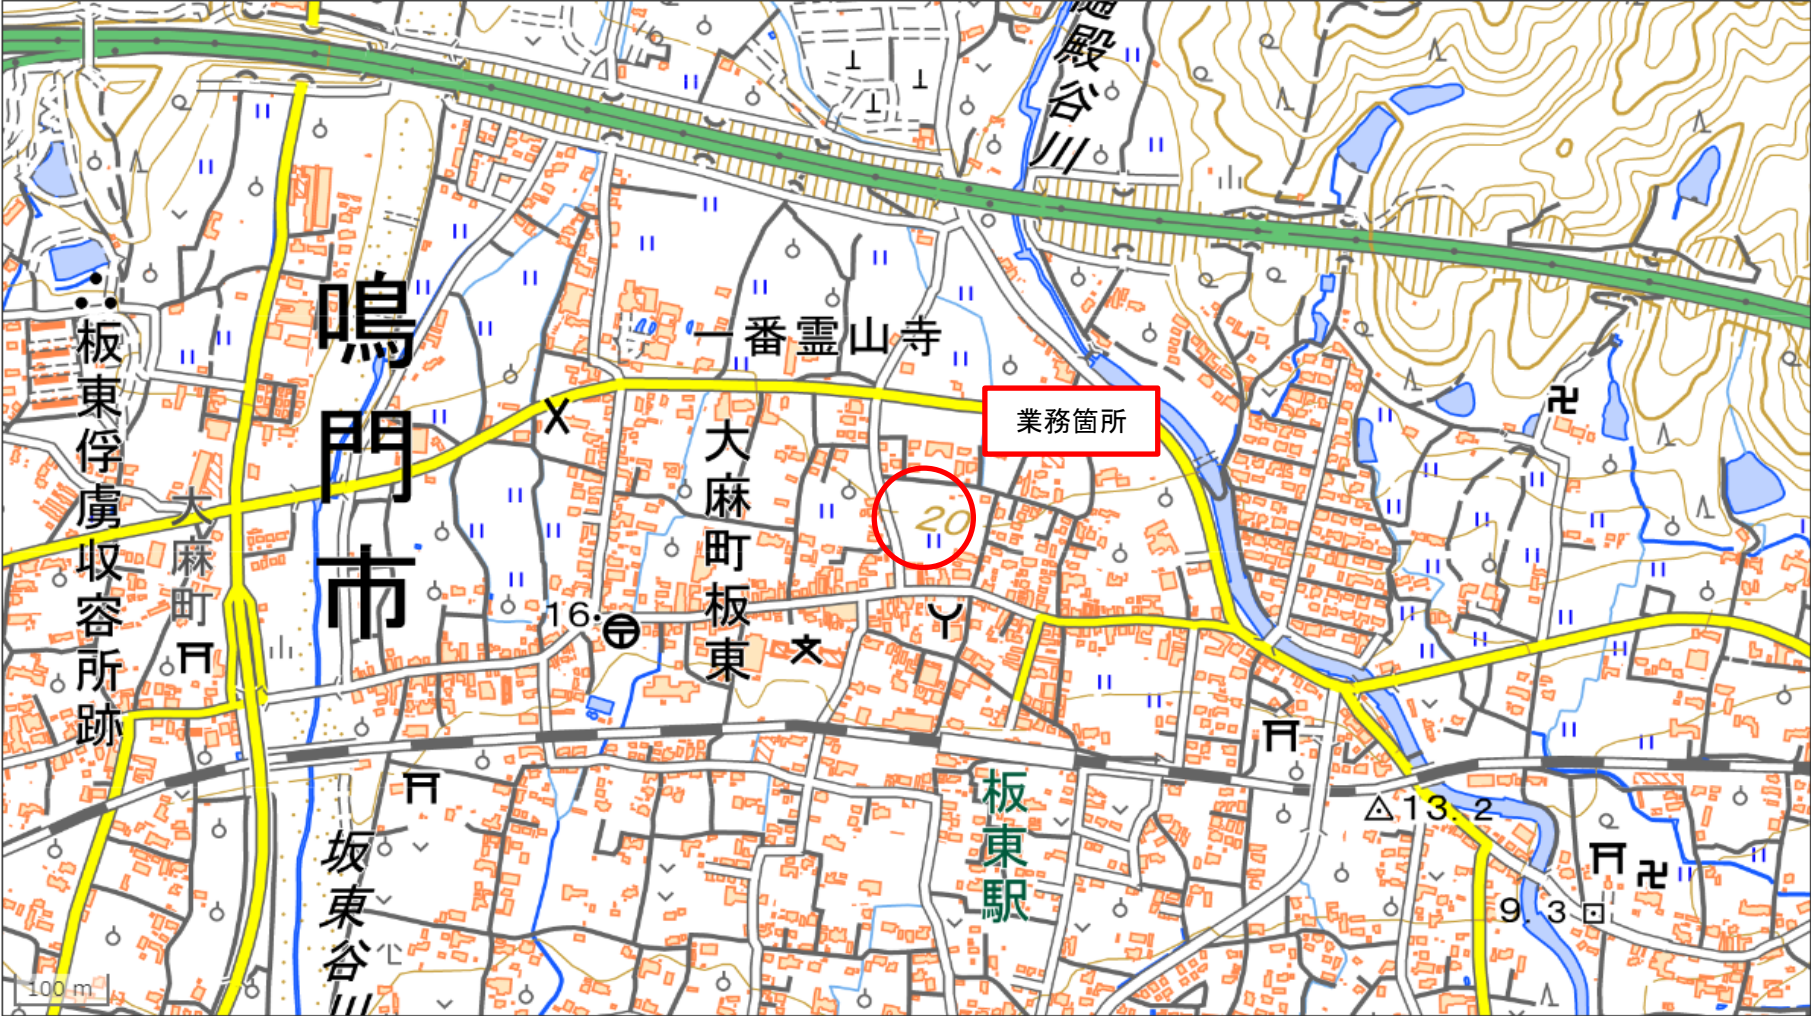 樋殿谷川
一番霊山寺
業務箇所
鳴門市
板東俘虜収容所跡
大麻町
大麻町板東
20
16.
板東駅
13.2
9.3
坂東谷川
100 m